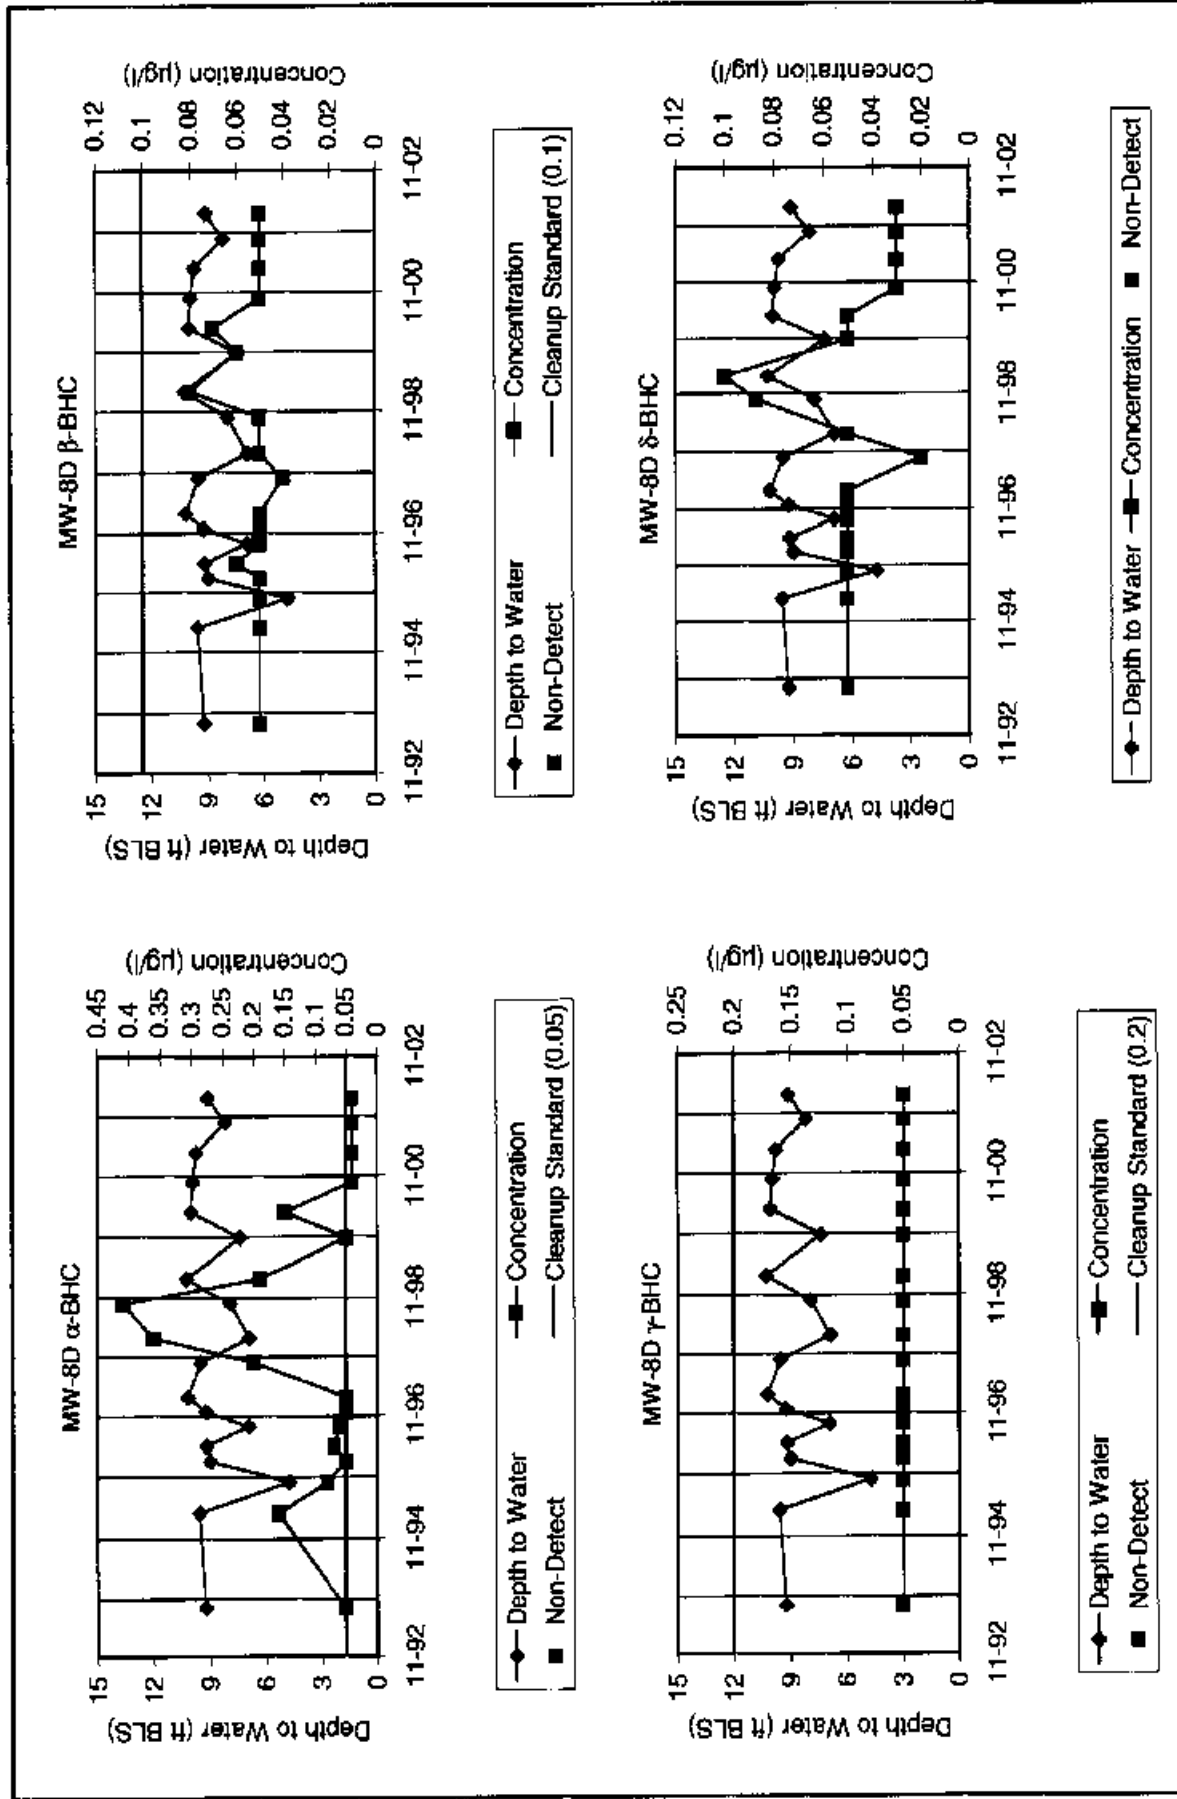 MW-8D α-BHC
Depth to Water (ft BLS)
15
12
9
6
3
0
0.45
0.4
0.35
0.3
0.25
0.2
0.15
0.1
0.05
0
Concentration (µg/l)
11-92
11-94
11-96
11-98
11-00
11-02
Depth to Water
Concentration
Non-Detect
Cleanup Standard (0.05)
MW-8D β-BHC
Depth to Water (ft BLS)
15
12
9
6
3
0
0.12
0.1
0.08
0.06
0.04
0.02
0
Concentration (µg/l)
11-92
11-94
11-96
11-98
11-00
11-02
Depth to Water
Concentration
Non-Detect
Cleanup Standard (0.1)
MW-8D γ-BHC
Depth to Water (ft BLS)
15
12
9
6
3
0
0.25
0.2
0.15
0.1
0.05
0
Concentration (µg/l)
11-92
11-94
11-96
11-98
11-00
11-02
Depth to Water
Concentration
Non-Detect
Cleanup Standard (0.2)
MW-8D δ-BHC
Depth to Water (ft BLS)
15
12
9
6
3
0
0.12
0.1
0.08
0.06
0.04
0.02
0
Concentration (µg/l)
11-92
11-94
11-96
11-98
11-00
11-02
Depth to Water
Concentration
Non-Detect